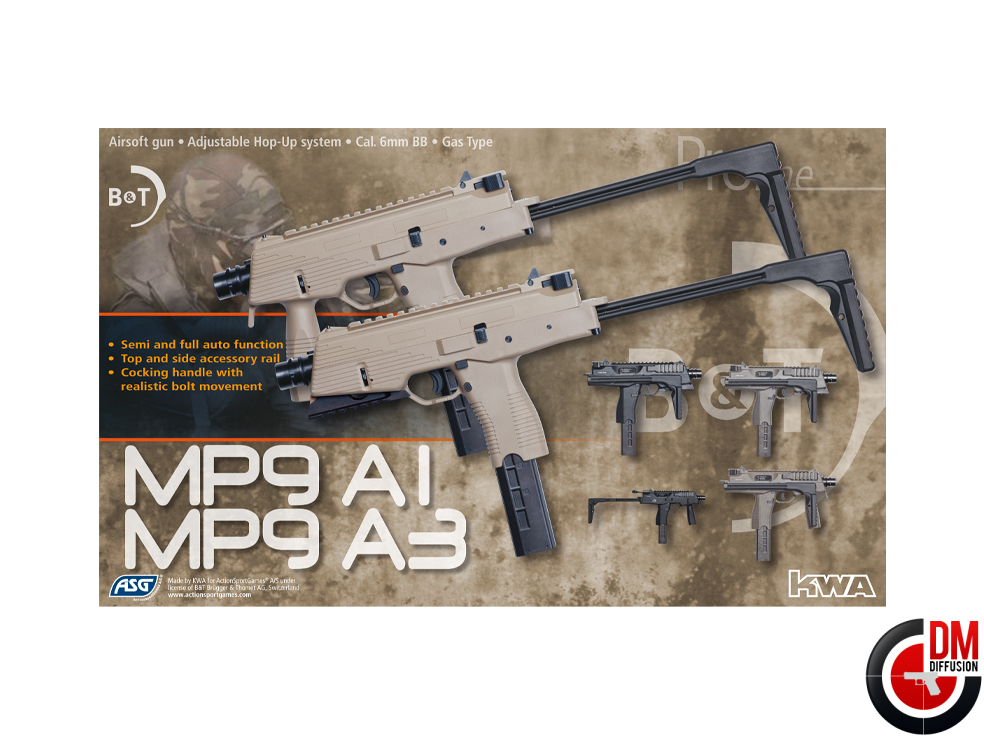 Airsoft gun • Adjustable Hop-Up system • Cal. 6mm BB • Gas Type
Proline
B&T
• Semi and full auto function
• Top and side accessory rail
• Cocking handle with
realistic bolt movement
B&T
MP9 A1
MP9 A3
ASG
Made by KWA for ActionSportGames® A/S under
license of B&T Brügger & Thomet AG, Switzerland
www.actionsportgames.com
KWA
DM
DIFFUSION